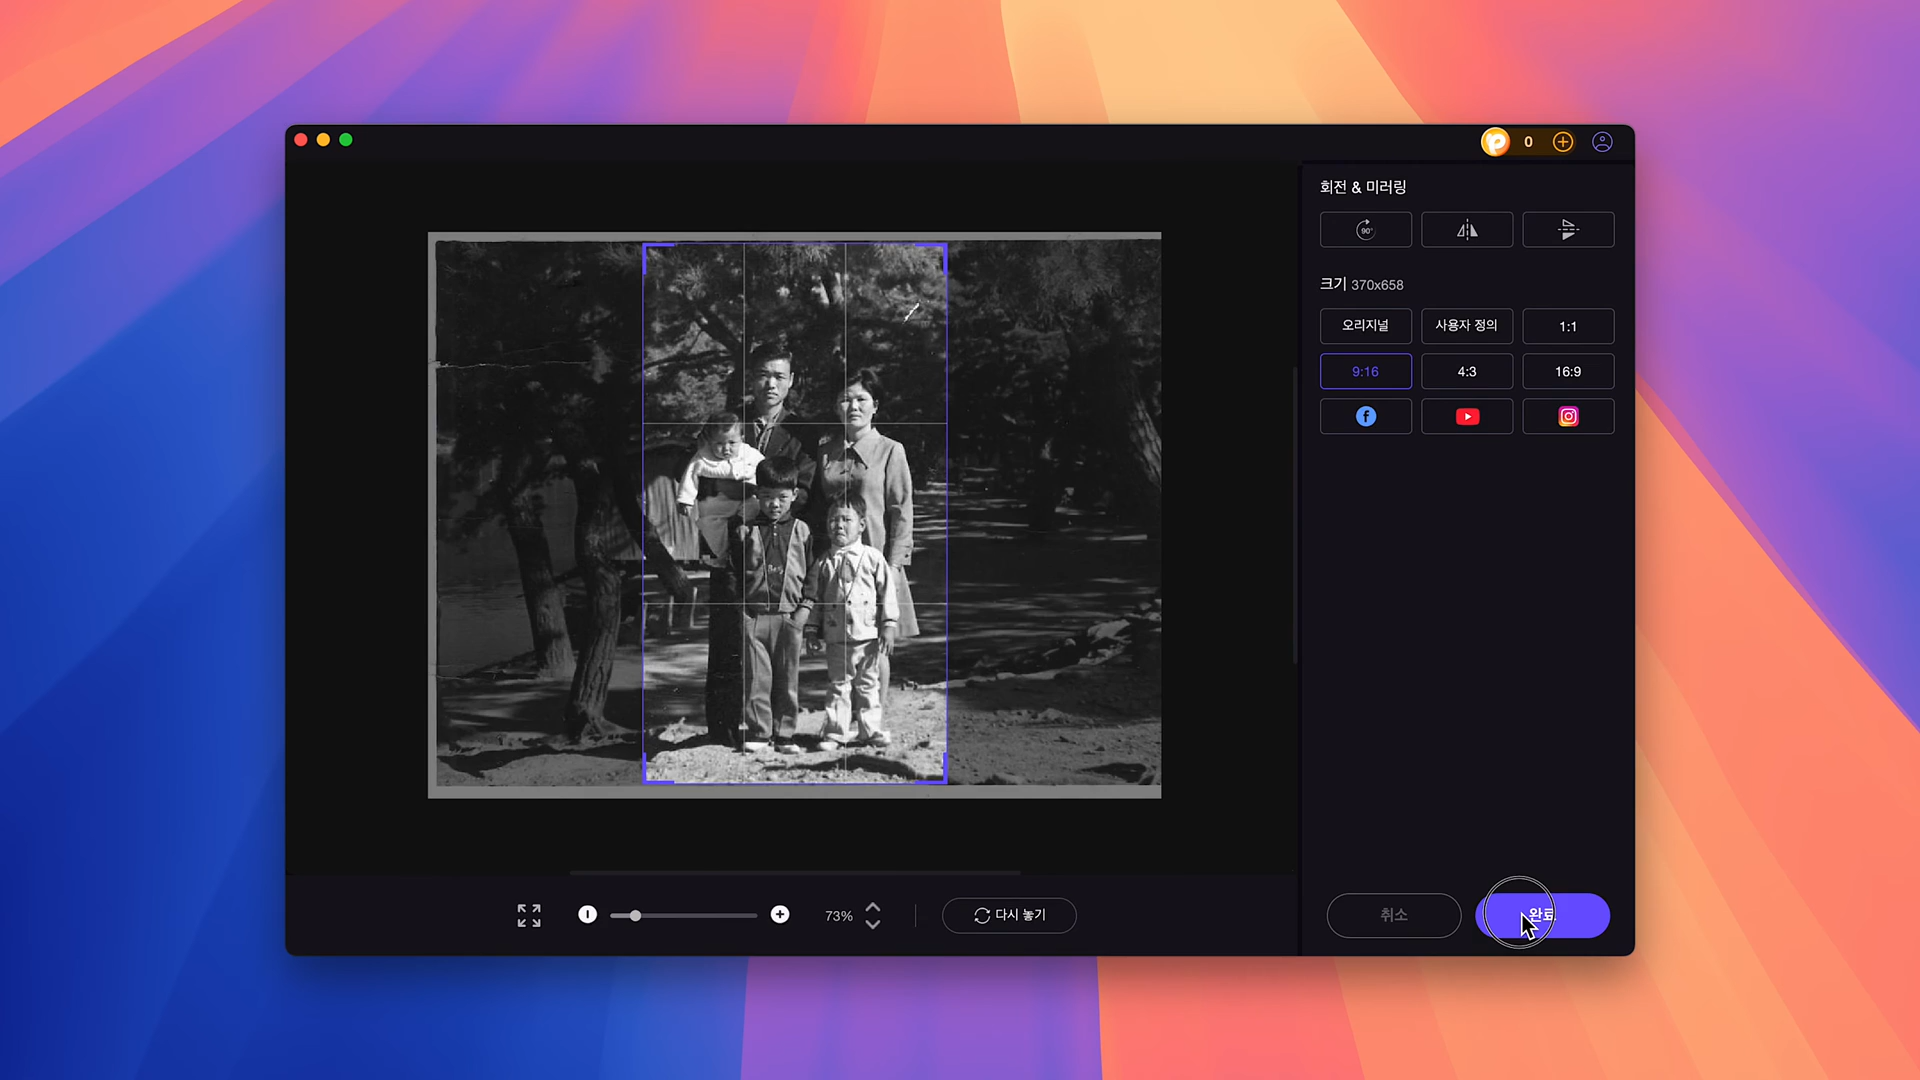 0
회전 & 미러링
90°
크기 370x658
오리지널 사용자 정의 1:1
9:16 4:3 16:9
73% 다시 놓기
취소 완료